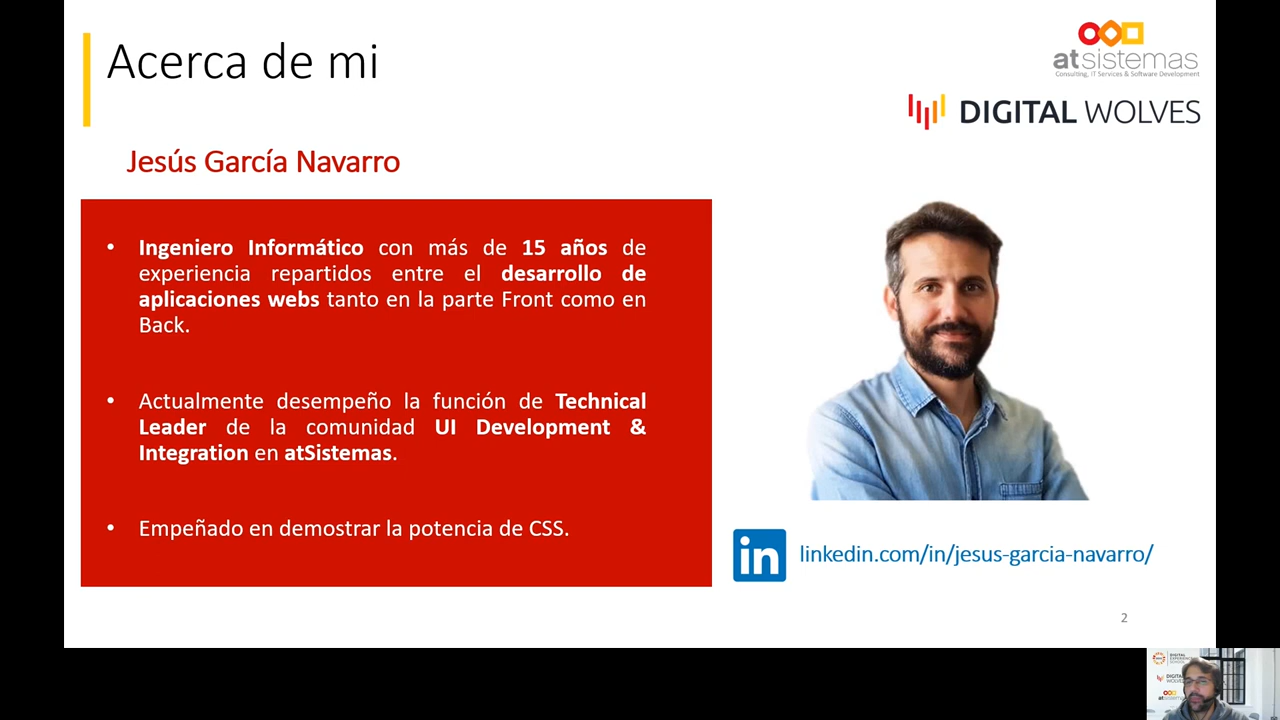 Acerca de mi
atsistemas
Consulting, IT Services & Software Development
DIGITAL WOLVES
Jesús García Navarro
• Ingeniero Informático con más de 15 años de
experiencia repartidos entre el desarrollo de
aplicaciones webs tanto en la parte Front como en
Back.
• Actualmente desempeño la función de Technical
Leader de la comunidad UI Development &
Integration en atSistemas.
• Empeñado en demostrar la potencia de CSS.
in
linkedin.com/in/jesus-garcia-navarro/
2
DIGITAL
DIGITAL
WOLVES